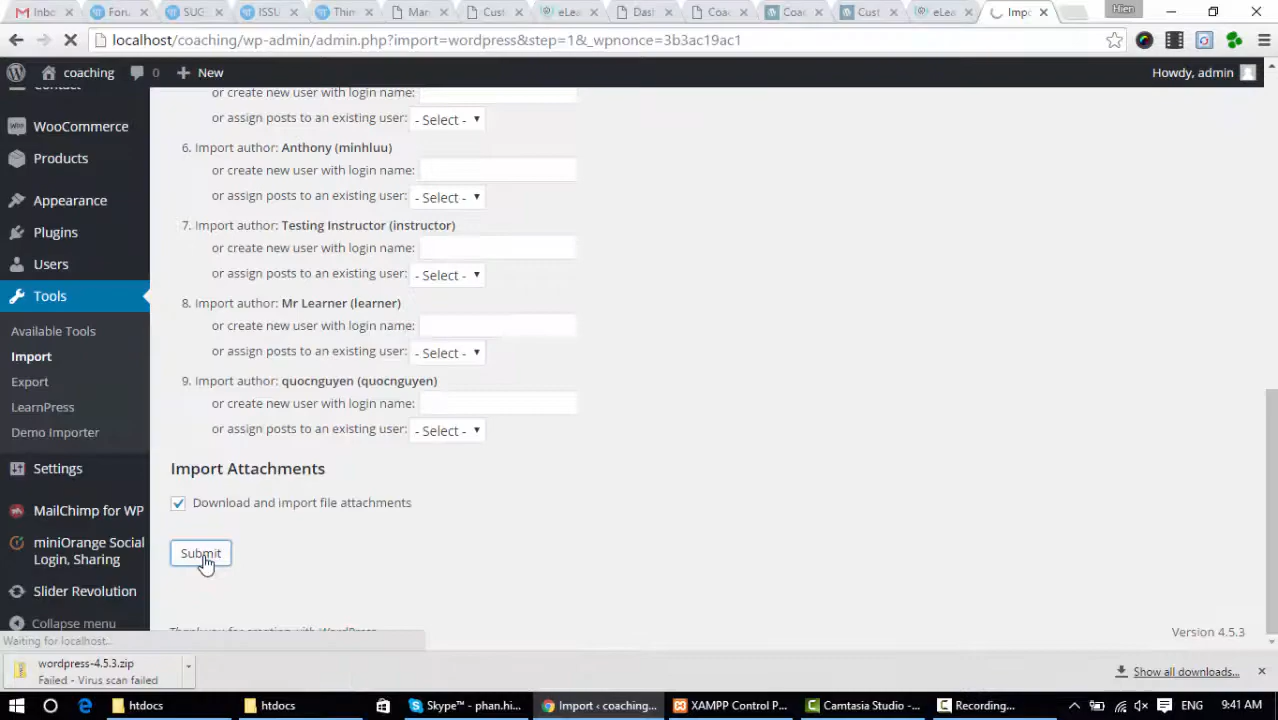 Inbo
Foru
SUG
ISSU
Thim
Man
Cust
eLea
Dash
Coac
Coac
Cust
eLea
Impo
Hien
localhost/coaching/wp-admin/admin.php?import=wordpress&step=1&_wpnonce=3b3ac19ac1
coaching
0
New
Howdy, admin
Contact
WooCommerce
Products
Appearance
Plugins
Users
Tools
Available Tools
Import
Export
LearnPress
Demo Importer
Settings
MailChimp for WP
miniOrange Social
Login, Sharing
Slider Revolution
Collapse menu
or create new user with login name:
or assign posts to an existing user: - Select -
6. Import author: Anthony (minhluu)
or create new user with login name:
or assign posts to an existing user: - Select -
7. Import author: Testing Instructor (instructor)
or create new user with login name:
or assign posts to an existing user: - Select -
8. Import author: Mr Learner (learner)
or create new user with login name:
or assign posts to an existing user: - Select -
9. Import author: quocnguyen (quocnguyen)
or create new user with login name:
or assign posts to an existing user: - Select -
Import Attachments
Download and import file attachments
Submit
Thank you for creating with WordPress
Version 4.5.3
Waiting for localhost...
wordpress-4.5.3.zip
Failed - Virus scan failed
Show all downloads...
htdocs
htdocs
Skype™ - phan.hi...
Import ‹ coaching...
XAMPP Control P...
Camtasia Studio - ...
Recording...
ENG
9:41 AM